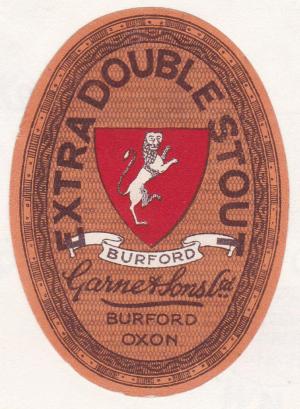 EXTRA DOUBLE STOUT
BURFORD
Garne & Sons Ltd
BURFORD
OXON